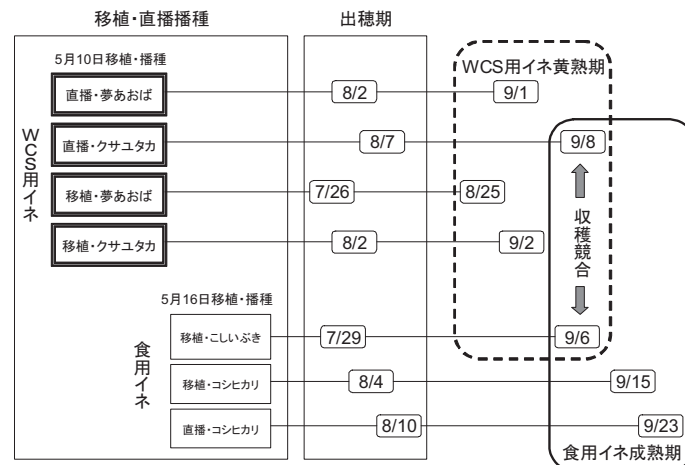 移植・直播播種
出穂期
5月10日移植・播種
WCS用イネ黄熟期
WCS用イネ
直播・夢あおば
8/2
9/1
直播・クサユタカ
8/7
9/8
移植・夢あおば
7/26
8/25
移植・クサユタカ
8/2
9/2
収穫競合
5月16日移植・播種
食用イネ
移植・こしいぶき
7/29
9/6
移植・コシヒカリ
8/4
9/15
直播・コシヒカリ
8/10
9/23
食用イネ成熟期